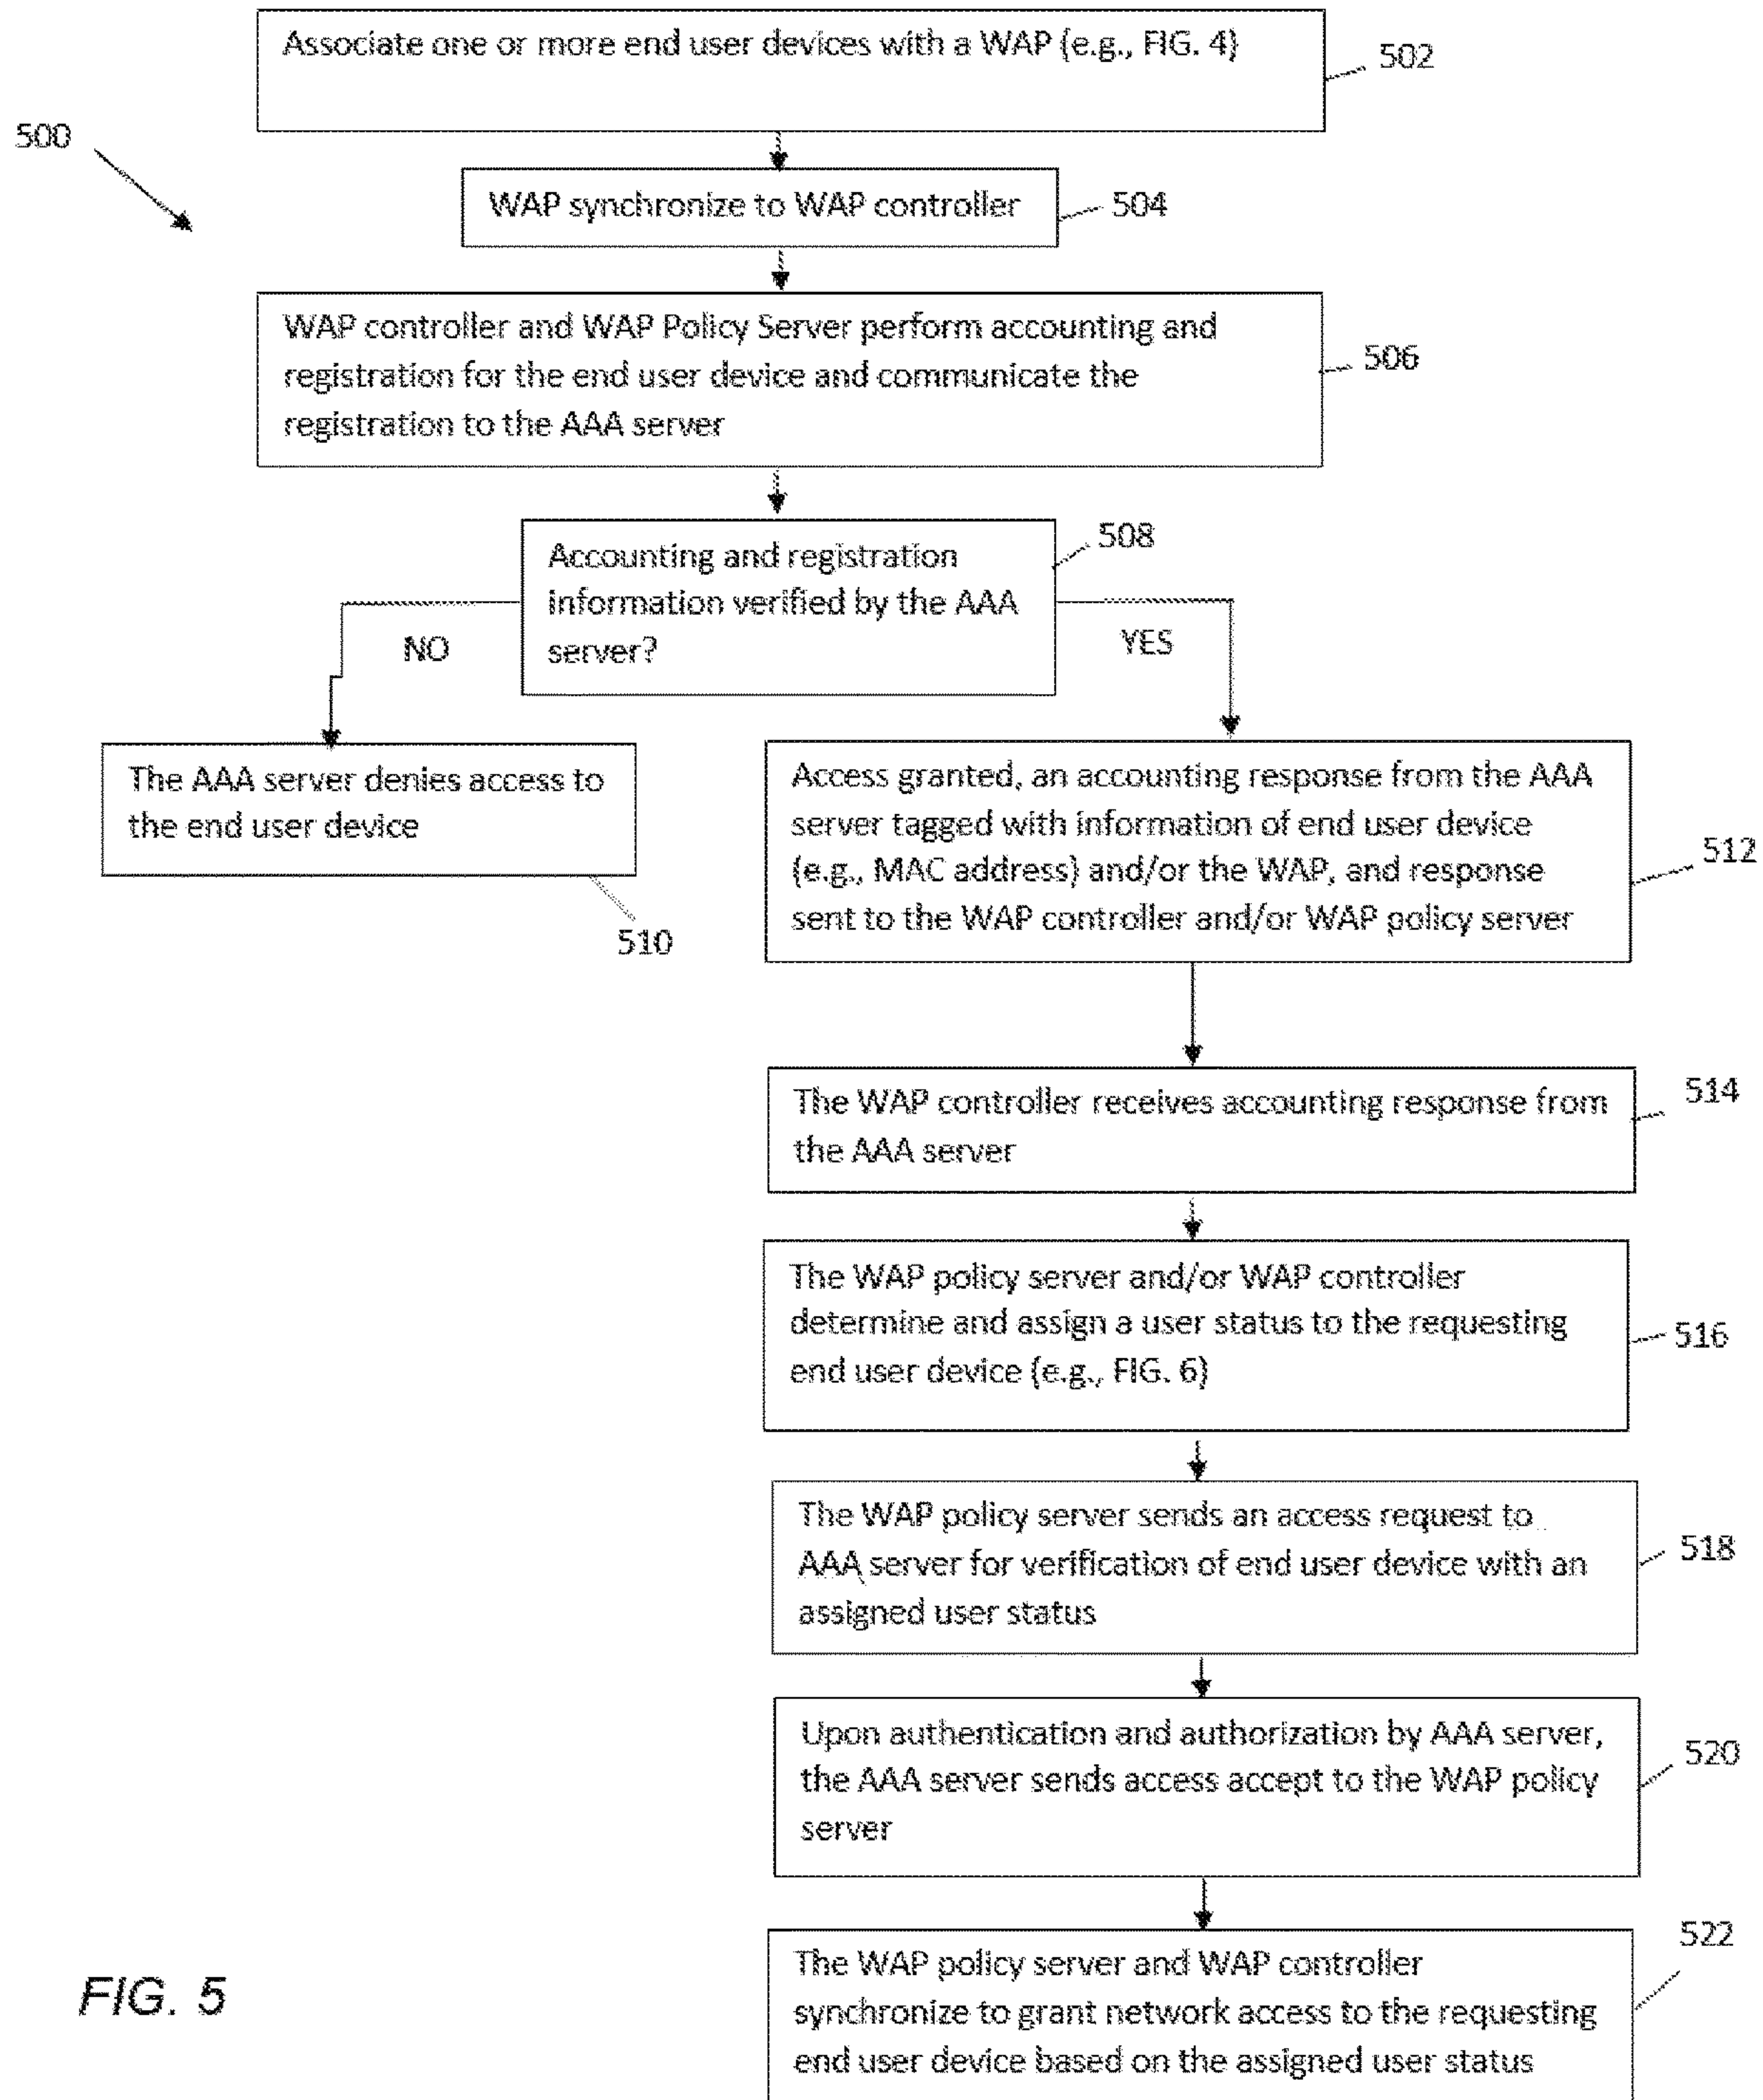 Associate one or more end user devices with a WAP (e.g., FIG. 4)
502
500
WAP synchronize to WAP controller
504
WAP controller and WAP Policy Server perform accounting and
registration for the end user device and communicate the
registration to the AAA server
506
Accounting and registration
information verified by the AAA
server?
508
NO
YES
The AAA server denies access to
the end user device
510
Access granted, an accounting response from the AAA
server tagged with information of end user device
(e.g., MAC address) and/or the WAP, and response
sent to the WAP controller and/or WAP policy server
512
The WAP controller receives accounting response from
the AAA server
514
The WAP policy server and/or WAP controller
determine and assign a user status to the requesting
end user device (e.g., FIG. 6)
516
The WAP policy server sends an access request to
AAA server for verification of end user device with an
assigned user status
518
Upon authentication and authorization by AAA server,
the AAA server sends access accept to the WAP policy
server
520
The WAP policy server and WAP controller
synchronize to grant network access to the requesting
end user device based on the assigned user status
522
FIG. 5